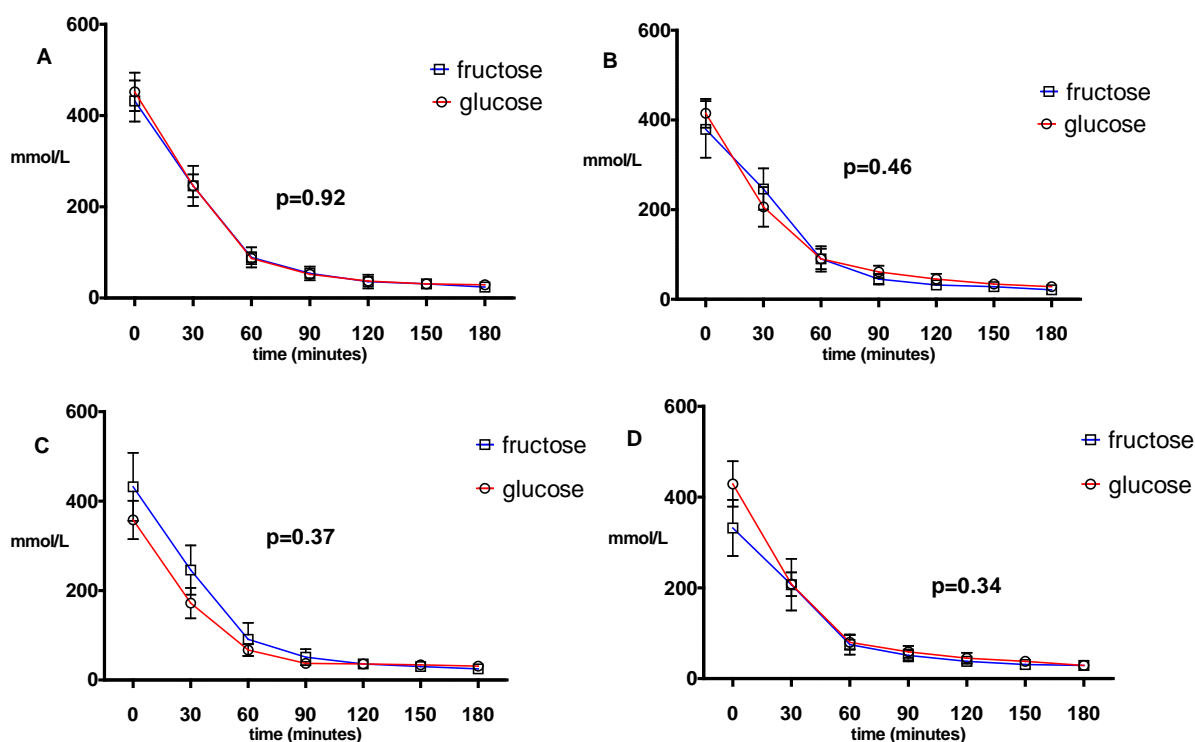 A
600
400
200
0
mmol/L
fructose
glucose
p=0.92
0 30 60 90 120 150 180
time (minutes)
B
600
400
200
0
mmol/L
fructose
glucose
p=0.46
0 30 60 90 120 150 180
time (minutes)
C
600
400
200
0
mmol/L
fructose
glucose
p=0.37
0 30 60 90 120 150 180
time (minutes)
D
600
400
200
0
mmol/L
fructose
glucose
p=0.34
0 30 60 90 120 150 180
time (minutes)